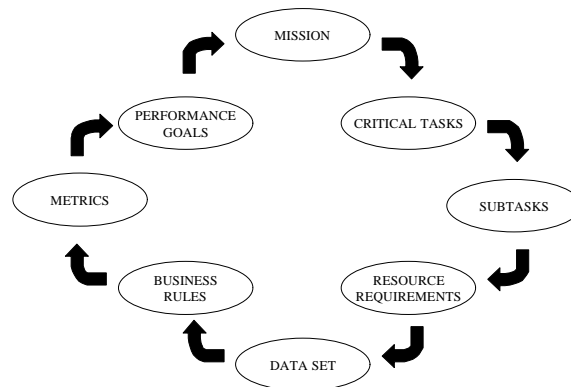 MISSION
CRITICAL TASKS
SUBTASKS
RESOURCE
REQUIREMENTS
DATA SET
BUSINESS
RULES
METRICS
PERFORMANCE
GOALS